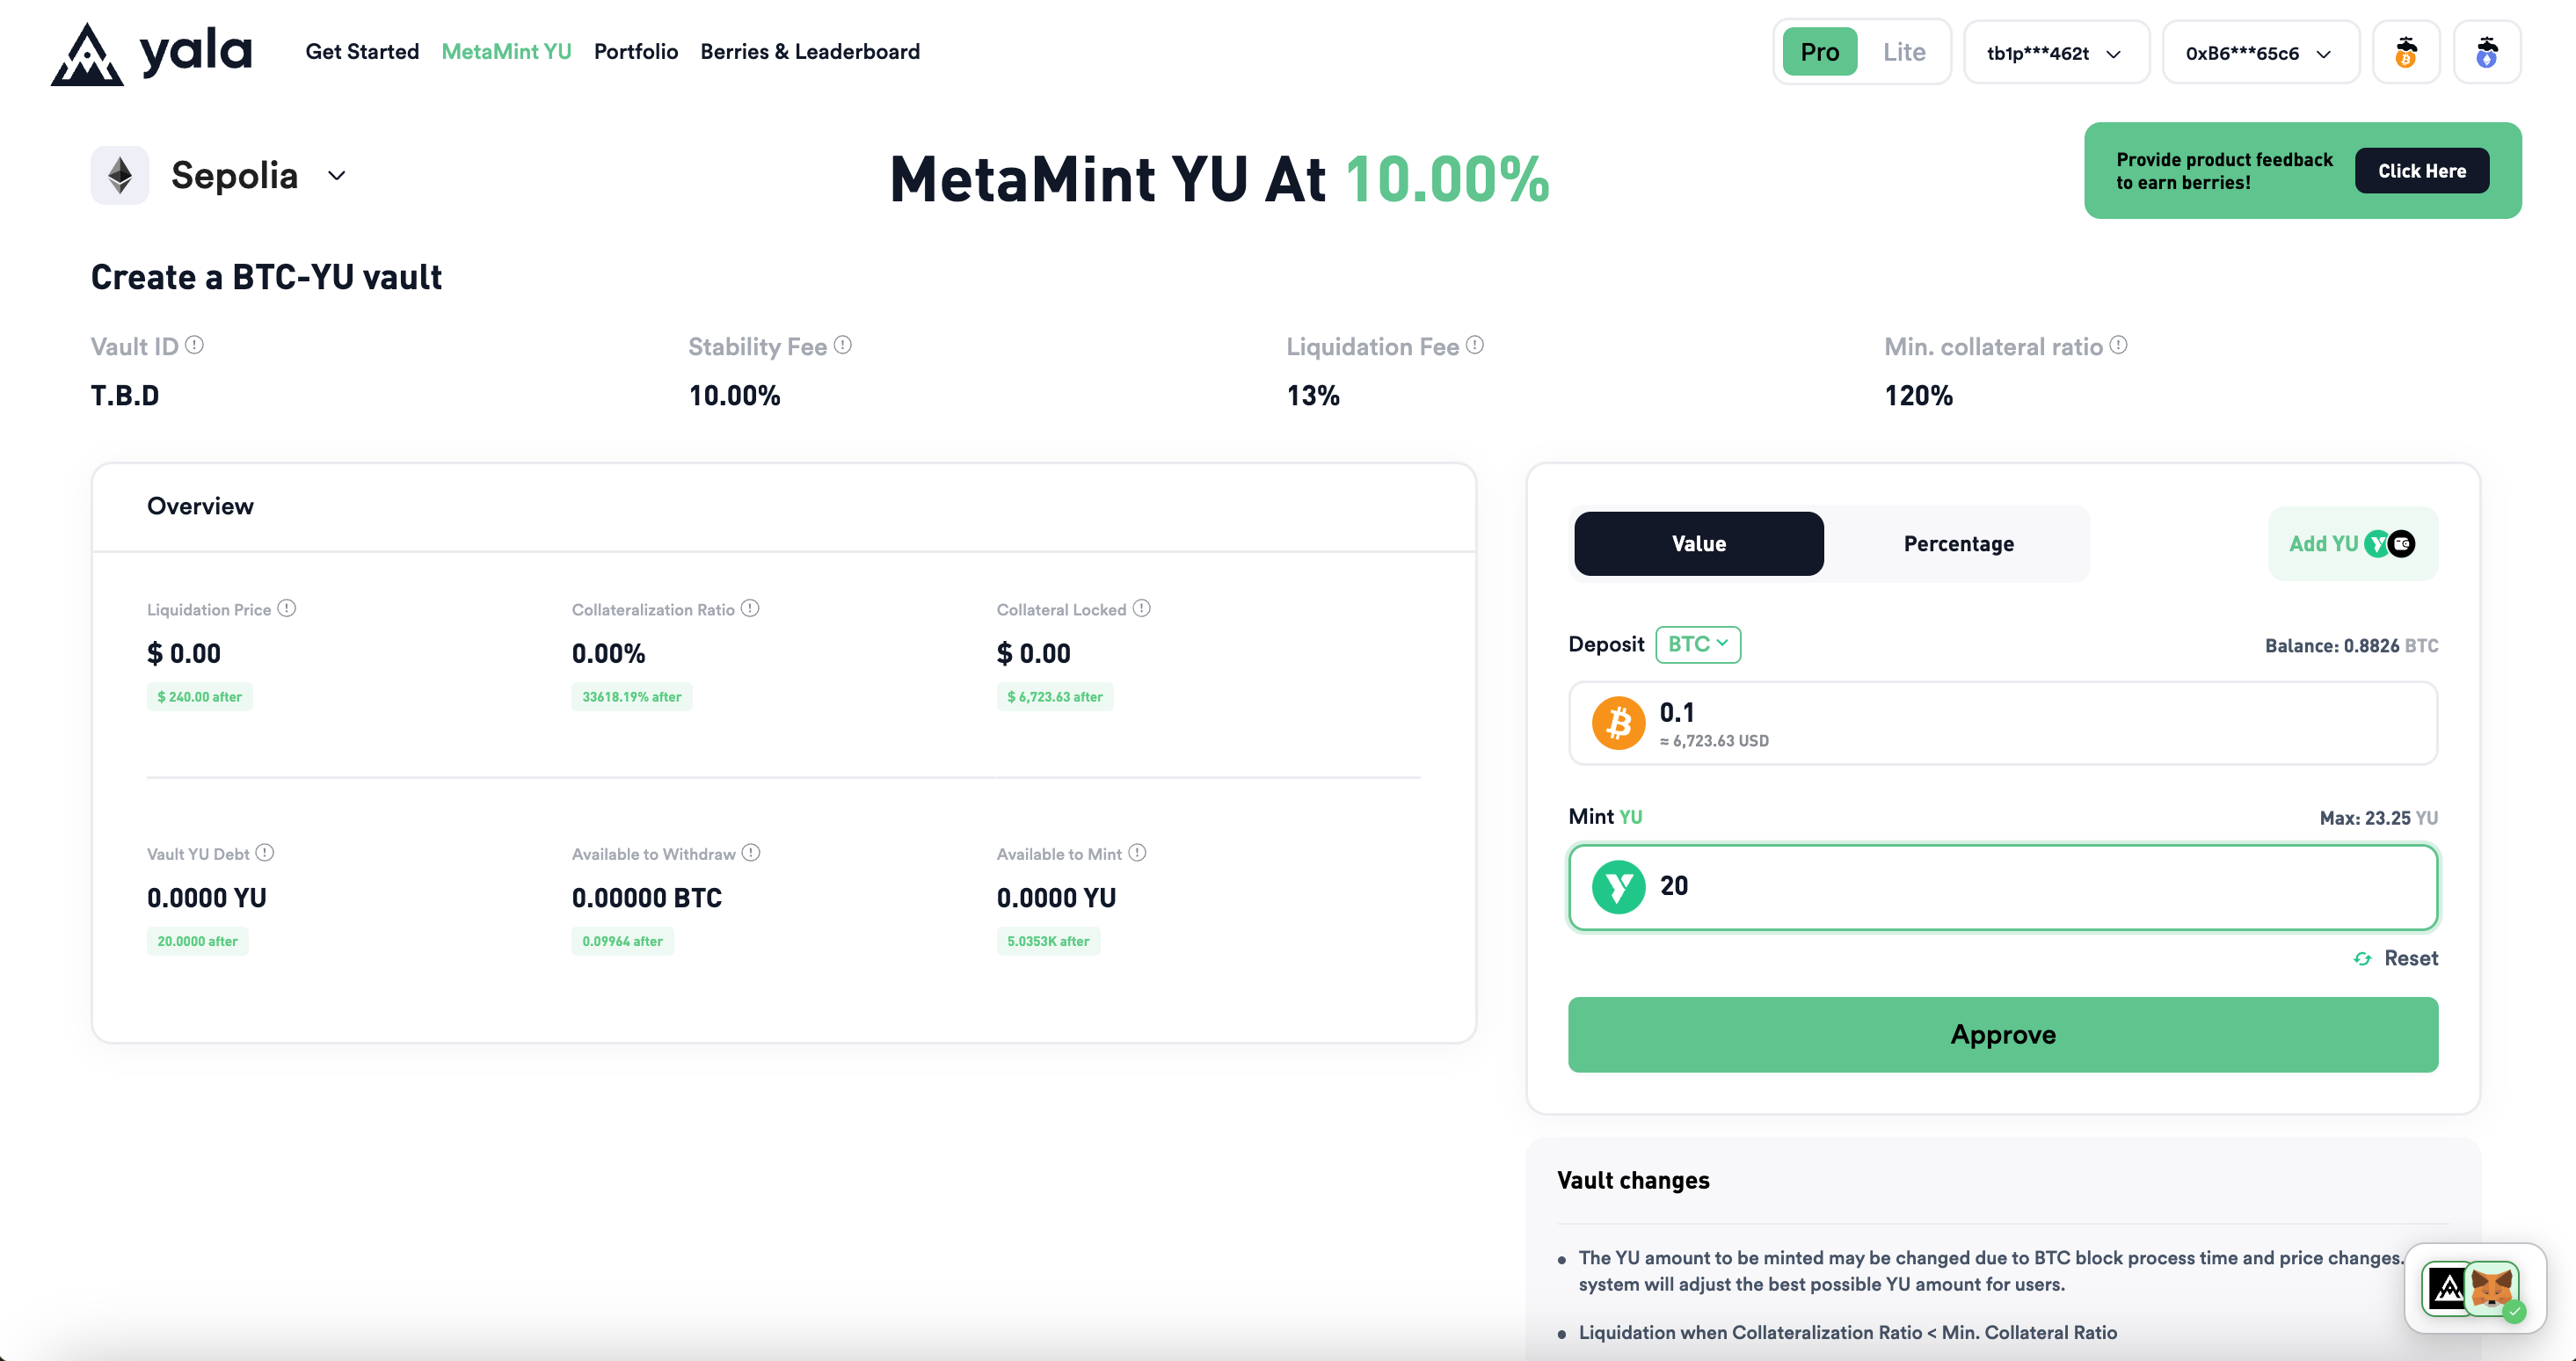 yala
Get Started
MetaMint YU
Portfolio
Berries & Leaderboard
Pro
Lite
tb1p***462t
0xB6***65c6
Sepolia
MetaMint YU At 10.00%
Provide product feedback
to earn berries!
Click Here
Create a BTC-YU vault
Vault ID
T.B.D
Stability Fee
10.00%
Liquidation Fee
13%
Min. collateral ratio
120%
Overview
Liquidation Price
$ 0.00
$ 240.00 after
Collateralization Ratio
0.00%
33618.19% after
Collateral Locked
$ 0.00
$ 6,723.63 after
Vault YU Debt
0.0000 YU
20.0000 after
Available to Withdraw
0.00000 BTC
0.09964 after
Available to Mint
0.0000 YU
5.0353K after
Value
Percentage
Add YU
Deposit BTC
Balance: 0.8826 BTC
0.1
≈ 6,723.63 USD
Mint YU
Max: 23.25 YU
20
Reset
Approve
Vault changes
The YU amount to be minted may be changed due to BTC block process time and price changes.
system will adjust the best possible YU amount for users.
Liquidation when Collateralization Ratio < Min. Collateral Ratio